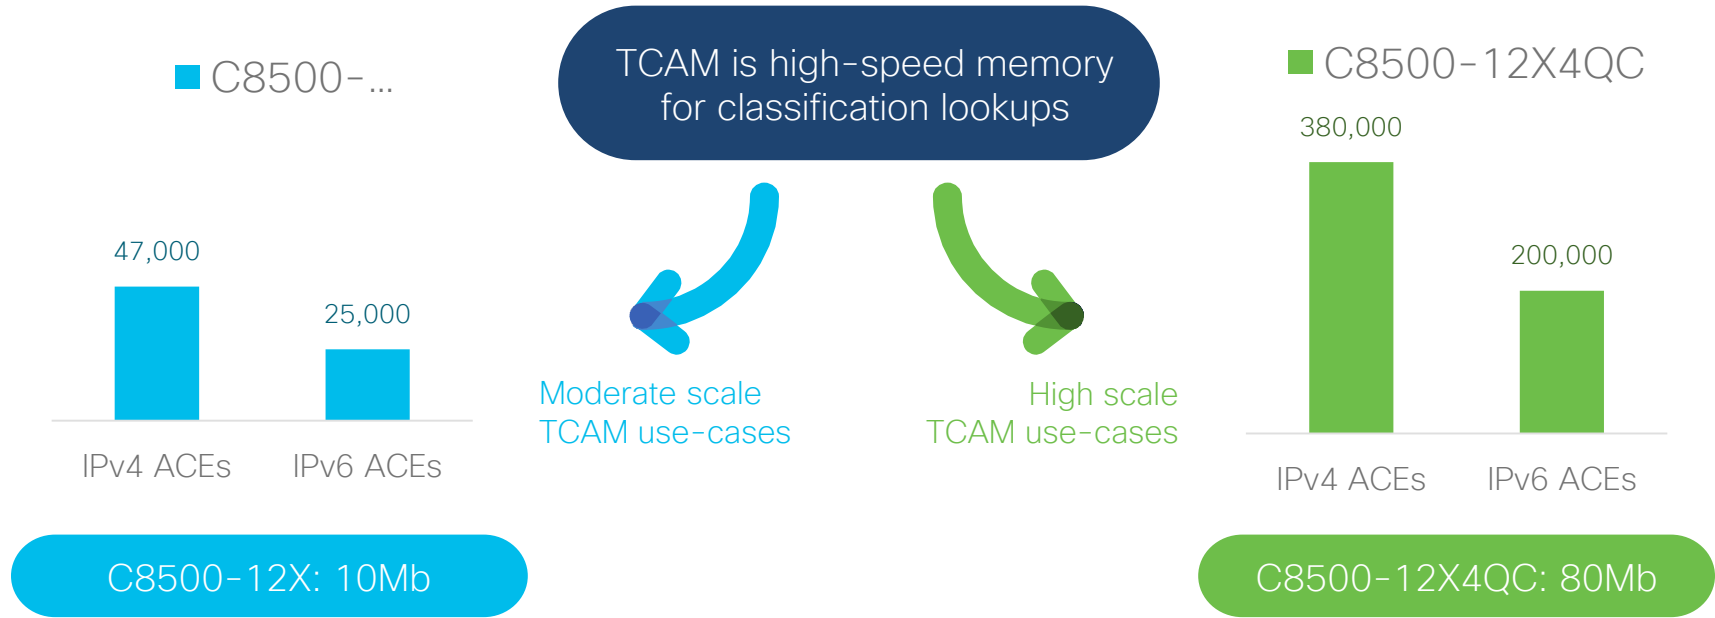 TCAM is high-speed memory
for classification lookups
C8500-...
47,000
25,000
IPv4 ACEs
IPv6 ACEs
C8500-12X: 10Mb
Moderate scale
TCAM use-cases
High scale
TCAM use-cases
C8500-12X4QC
380,000
200,000
IPv4 ACEs
IPv6 ACEs
C8500-12X4QC: 80Mb